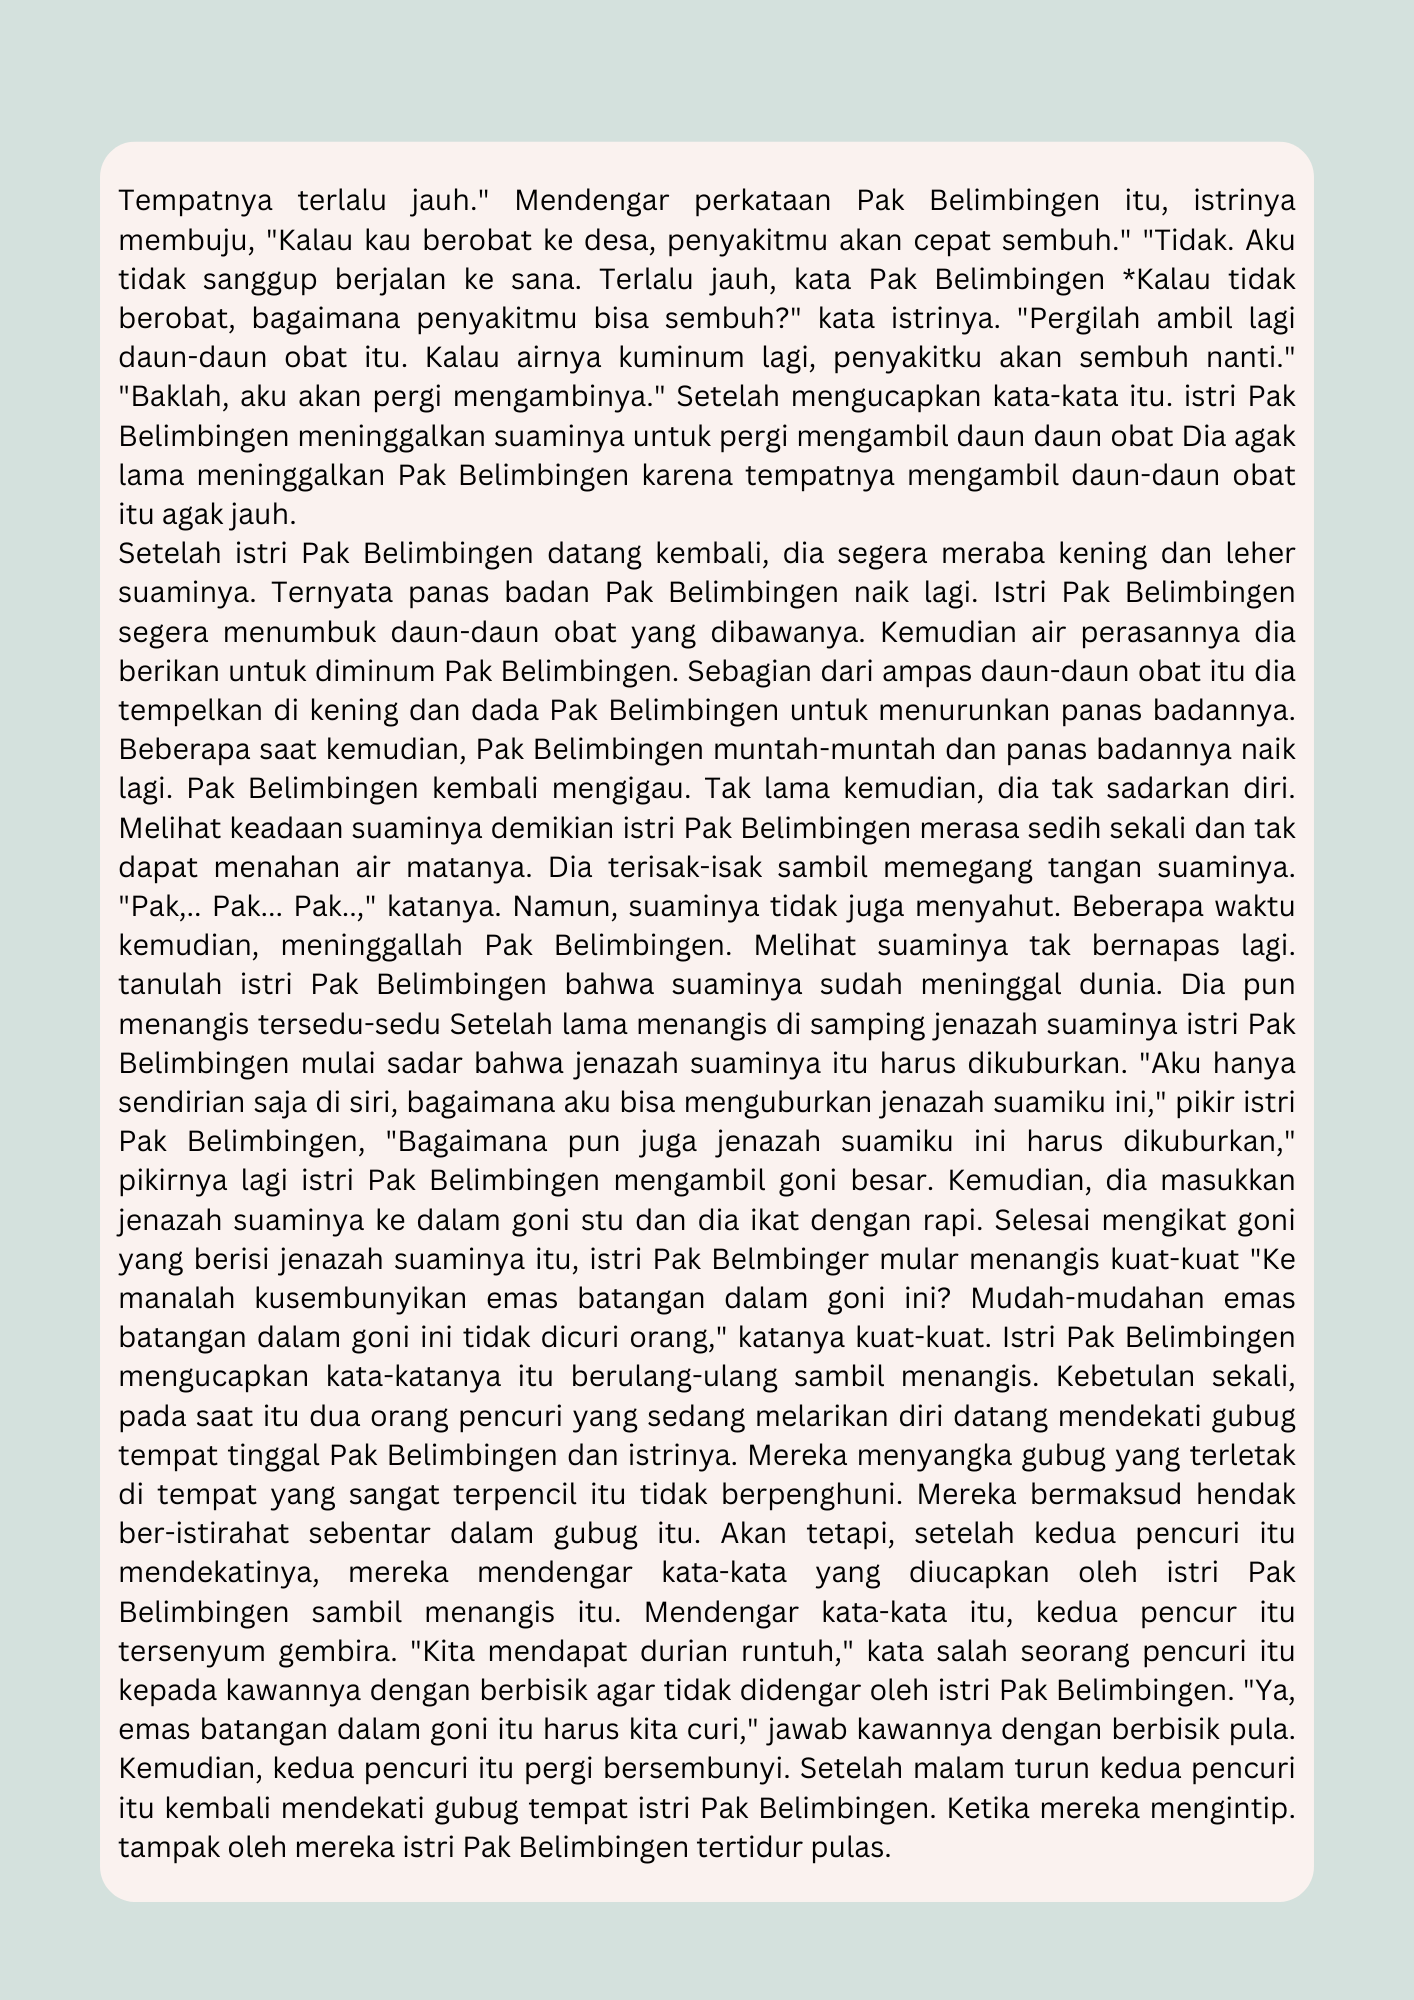 Tempatnya terlalu jauh." Mendengar perkataan Pak Belimbingen itu, istrinya
membuju, "Kalau kau berobat ke desa, penyakitmu akan cepat sembuh." "Tidak. Aku
tidak sanggup berjalan ke sana. Terlalu jauh, kata Pak Belimbingen *Kalau tidak
berobat, bagaimana penyakitmu bisa sembuh?" kata istrinya. "Pergilah ambil lagi
daun-daun obat itu. Kalau airnya kuminum lagi, penyakitku akan sembuh nanti."
"Baklah, aku akan pergi mengambinya." Setelah mengucapkan kata-kata itu. istri Pak
Belimbingen meninggalkan suaminya untuk pergi mengambil daun daun obat Dia agak
lama meninggalkan Pak Belimbingen karena tempatnya mengambil daun-daun obat
itu agak jauh.
Setelah istri Pak Belimbingen datang kembali, dia segera meraba kening dan leher
suaminya. Ternyata panas badan Pak Belimbingen naik lagi. Istri Pak Belimbingen
segera menumbuk daun-daun obat yang dibawanya. Kemudian air perasannya dia
berikan untuk diminum Pak Belimbingen. Sebagian dari ampas daun-daun obat itu dia
tempelkan di kening dan dada Pak Belimbingen untuk menurunkan panas badannya.
Beberapa saat kemudian, Pak Belimbingen muntah-muntah dan panas badannya naik
lagi. Pak Belimbingen kembali mengigau. Tak lama kemudian, dia tak sadarkan diri.
Melihat keadaan suaminya demikian istri Pak Belimbingen merasa sedih sekali dan tak
dapat menahan air matanya. Dia terisak-isak sambil memegang tangan suaminya.
"Pak,.. Pak... Pak..," katanya. Namun, suaminya tidak juga menyahut. Beberapa waktu
kemudian, meninggallah Pak Belimbingen. Melihat suaminya tak bernapas lagi.
tanulah istri Pak Belimbingen bahwa suaminya sudah meninggal dunia. Dia pun
menangis tersedu-sedu Setelah lama menangis di samping jenazah suaminya istri Pak
Belimbingen mulai sadar bahwa jenazah suaminya itu harus dikuburkan. "Aku hanya
sendirian saja di siri, bagaimana aku bisa menguburkan jenazah suamiku ini," pikir istri
Pak Belimbingen, "Bagaimana pun juga jenazah suamiku ini harus dikuburkan,"
pikirnya lagi istri Pak Belimbingen mengambil goni besar. Kemudian, dia masukkan
jenazah suaminya ke dalam goni stu dan dia ikat dengan rapi. Selesai mengikat goni
yang berisi jenazah suaminya itu, istri Pak Belmbinger mular menangis kuat-kuat "Ke
manalah kusembunyikan emas batangan dalam goni ini? Mudah-mudahan emas
batangan dalam goni ini tidak dicuri orang," katanya kuat-kuat. Istri Pak Belimbingen
mengucapkan kata-katanya itu berulang-ulang sambil menangis. Kebetulan sekali,
pada saat itu dua orang pencuri yang sedang melarikan diri datang mendekati gubug
tempat tinggal Pak Belimbingen dan istrinya. Mereka menyangka gubug yang terletak
di tempat yang sangat terpencil itu tidak berpenghuni. Mereka bermaksud hendak
ber-istirahat sebentar dalam gubug itu. Akan tetapi, setelah kedua pencuri itu
mendekatinya, mereka mendengar kata-kata yang diucapkan oleh istri Pak
Belimbingen sambil menangis itu. Mendengar kata-kata itu, kedua pencur itu
tersenyum gembira. "Kita mendapat durian runtuh," kata salah seorang pencuri itu
kepada kawannya dengan berbisik agar tidak didengar oleh istri Pak Belimbingen. "Ya,
emas batangan dalam goni itu harus kita curi," jawab kawannya dengan berbisik pula.
Kemudian, kedua pencuri itu pergi bersembunyi. Setelah malam turun kedua pencuri
itu kembali mendekati gubug tempat istri Pak Belimbingen. Ketika mereka mengintip.
tampak oleh mereka istri Pak Belimbingen tertidur pulas.